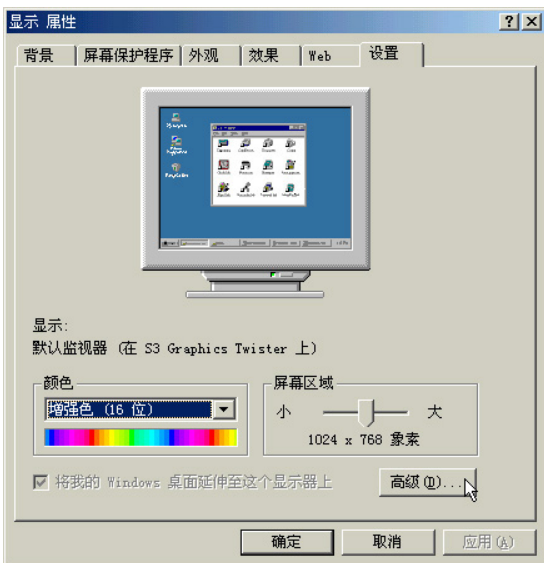 显示 属性
背景 屏幕保护程序 外观 效果 Web 设置
显示:
默认监视器 (在 S3 Graphics Twister 上)
颜色 屏幕区域
增强色 (16 位) 小 大
1024 x 768 象素
将我的 Windows 桌面延伸至这个显示器上 高级(D)...
确定 取消 应用(A)